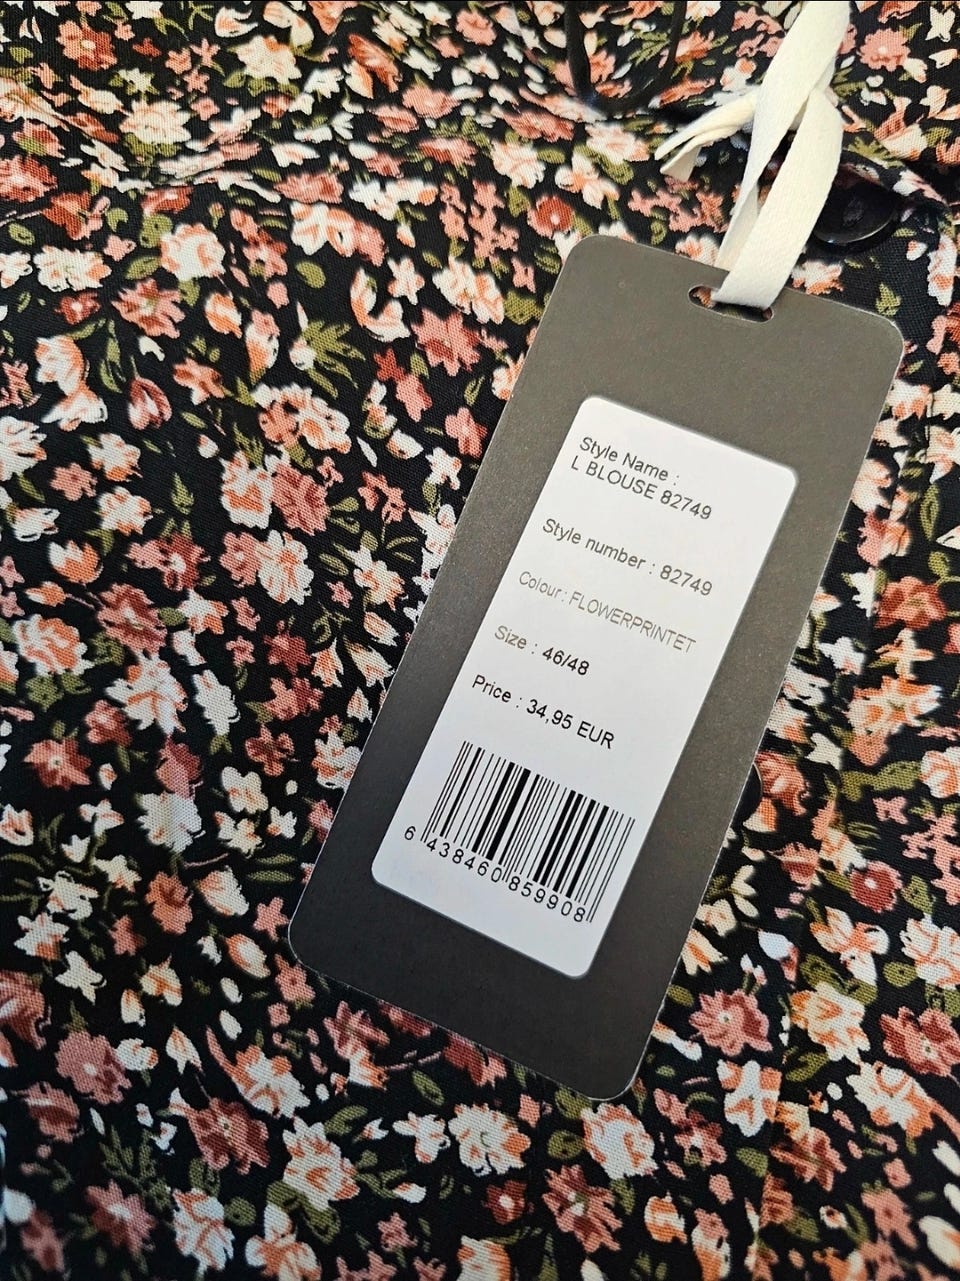 Style Name :
L BLOUSE 82749
Style number : 82749
Colour : FLOWERPRINTET
Size : 46/48
Price : 34,95 EUR
6 438460 859908